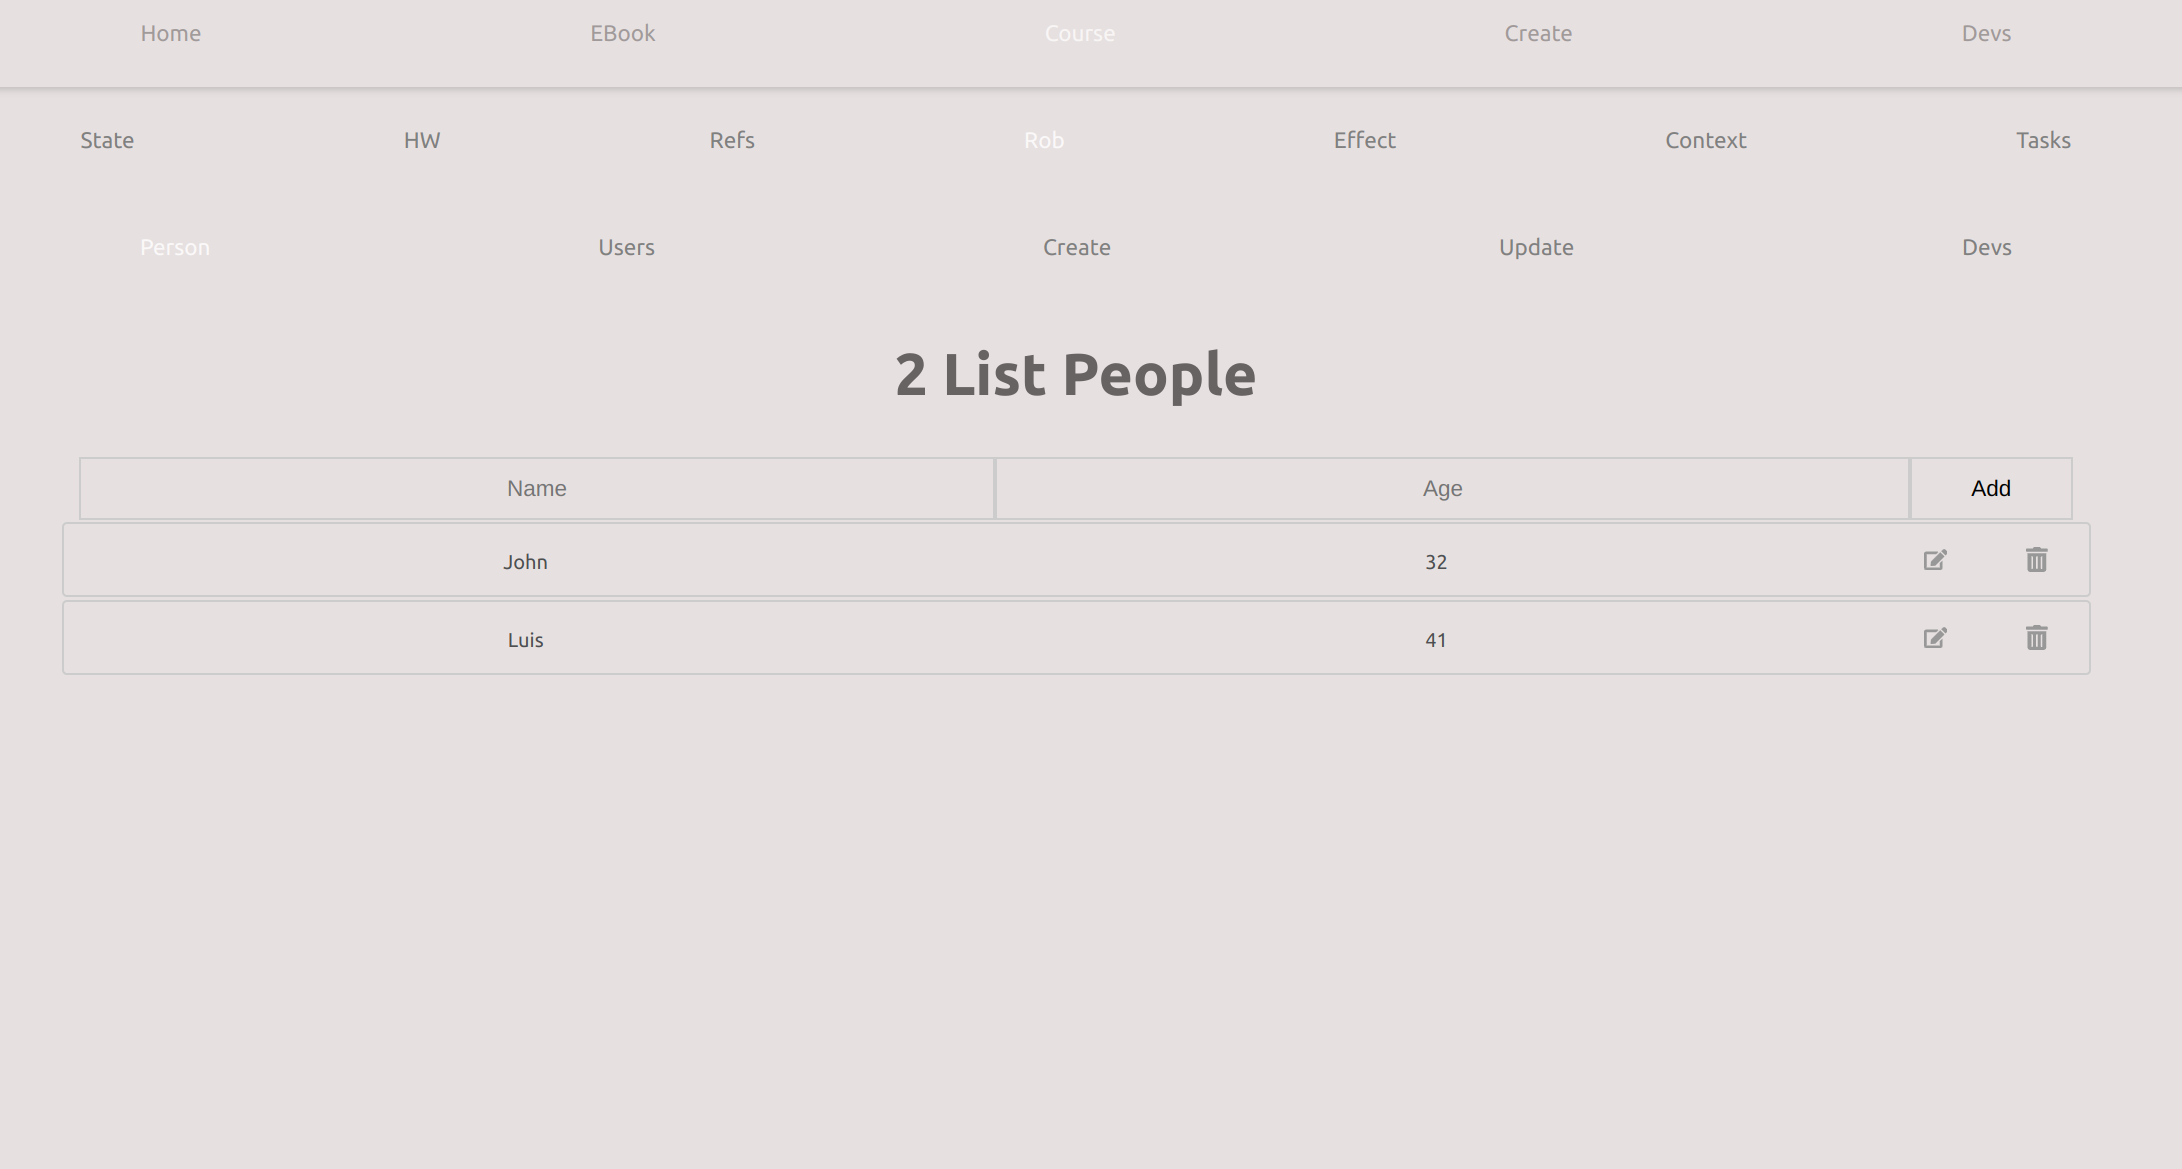 Home EBook Course Create Devs
State HW Refs Rob Effect Context Tasks
Person Users Create Update Devs
2 List People
Name Age Add
John 32
Luis 41